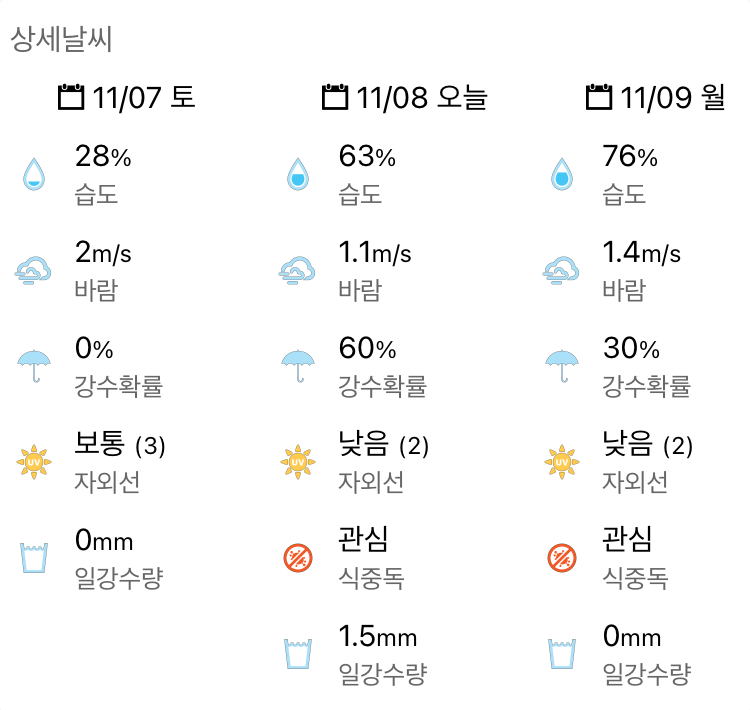 상세날씨
11/07 토
28%
습도
2m/s
바람
0%
강수확률
보통 (3)
자외선
0mm
일강수량
11/08 오늘
63%
습도
1.1m/s
바람
60%
강수확률
낮음 (2)
자외선
관심
식중독
1.5mm
일강수량
11/09 월
76%
습도
1.4m/s
바람
30%
강수확률
낮음 (2)
자외선
관심
식중독
0mm
일강수량